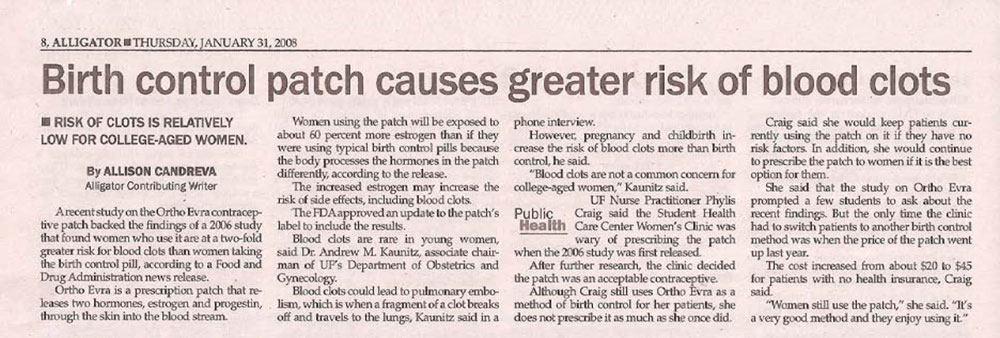 8, ALLIGATOR ■ THURSDAY, JANUARY 31, 2008
Birth control patch causes greater risk of blood clots
■ RISK OF CLOTS IS RELATIVELY
LOW FOR COLLEGE-AGED WOMEN.
By ALLISON CANDREVA
Alligator Contributing Writer
A recent study on the Ortho Evra contracep-
tive patch backed the findings of a 2006 study
that found women who use it are at a two-fold
greater risk for blood clots than women taking
the birth control pill, according to a Food and
Drug Administration news release.
Ortho Evra is a prescription patch that re-
leases two hormones, estrogen and progestin,
through the skin into the blood stream.
Women using the patch will be exposed to
about 60 percent more estrogen than if they
were using typical birth control pills because
the body processes the hormones in the patch
differently, according to the release.
The increased estrogen may increase the
risk of side effects, including blood clots.
The FDA approved an update to the patch's
label to include the results.
Blood clots are rare in young women,
said Dr. Andrew M. Kaunitz, associate chair-
man of UF's Department of Obstetrics and
Gynecology.
Blood clots could lead to pulmonary embo-
lism, which is when a fragment of a clot breaks
off and travels to the lungs, Kaunitz said in a
phone interview.
However, pregnancy and childbirth in-
crease the risk of blood clots more than birth
control, he said.
"Blood clots are not a common concern for
college-aged women," Kaunitz said.
UF Nurse Practitioner Phylis
Craig said the Student Health
Care Center Women's Clinic was
wary of prescribing the patch
when the 2006 study was first released.
Public
Health
After further research, the clinic decided
the patch was an acceptable contraceptive.
Although Craig still uses Ortho Evra as a
method of birth control for her patients, she
does not prescribe it as much as she once did.
Craig said she would keep patients cur-
rently using the patch on it if they have no
risk factors. In addition, she would continue
to prescribe the patch to women if it is the best
option for them.
She said that the study on Ortho Evra
prompted a few students to ask about the
recent findings. But the only time the clinic
had to switch patients to another birth control
method was when the price of the patch went
up last year.
The cost increased from about $20 to $45
for patients with no health insurance, Craig
said.
"Women still use the patch," she said. "It's
a very good method and they enjoy using it."